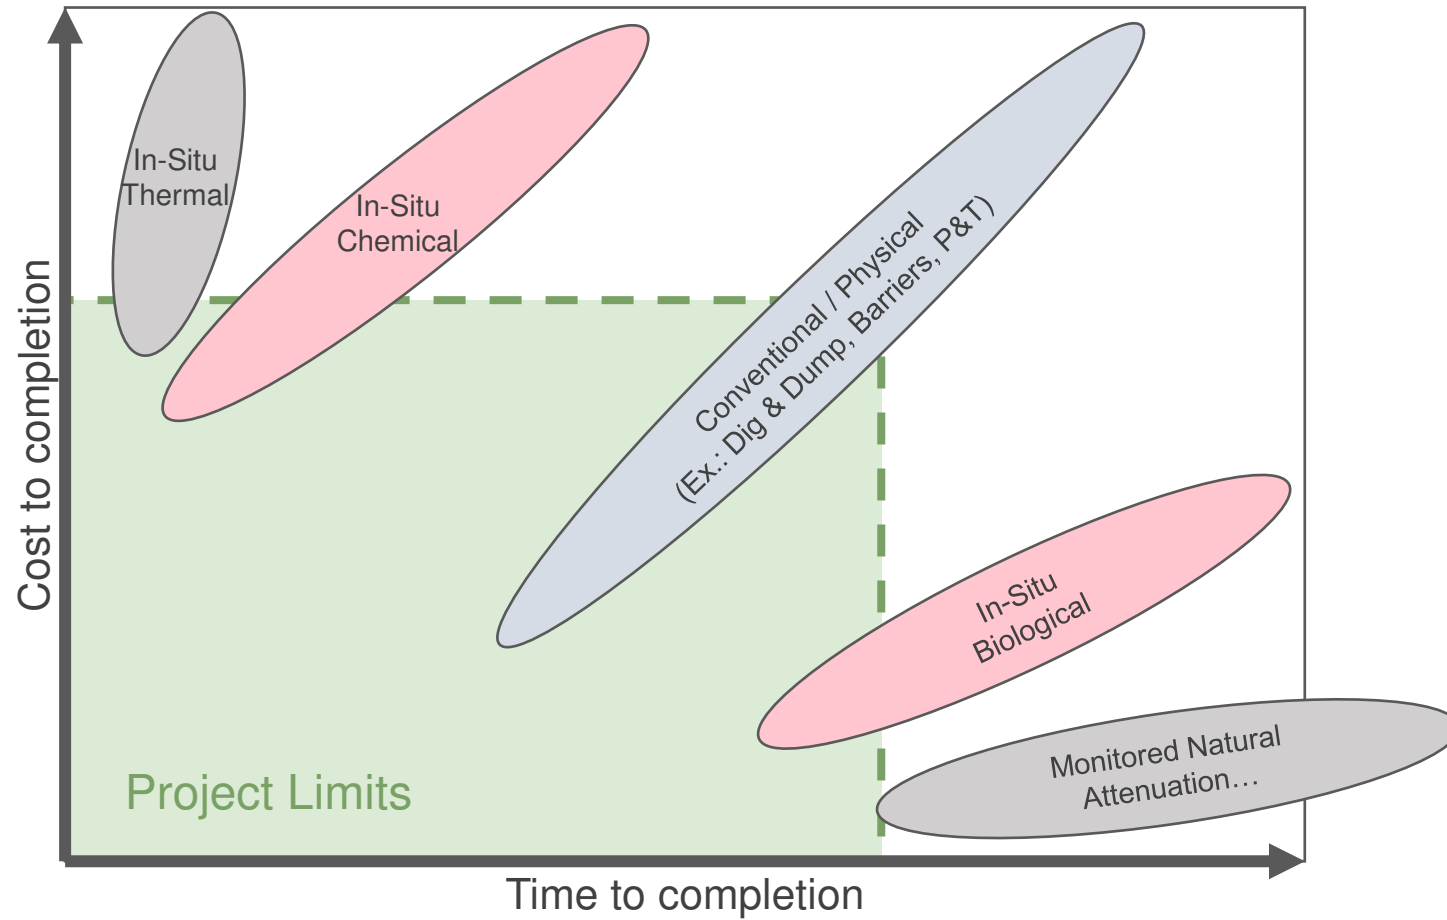 In-Situ
Thermal
In-Situ
Chemical
Conventional / Physical
(Ex.: Dig & Dump, Barriers, P&T)
In-Situ
Biological
Monitored Natural
Attenuation…
Project Limits
Cost to completion
Time to completion